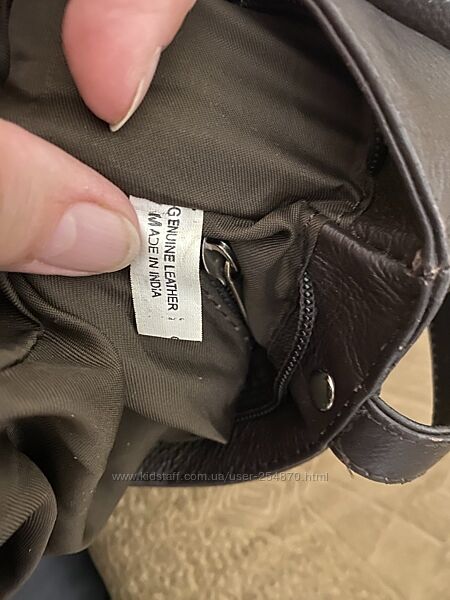 GENUINE LEATHER
MADE IN INDIA
www.kidstaff.com.ua/user-254870.html